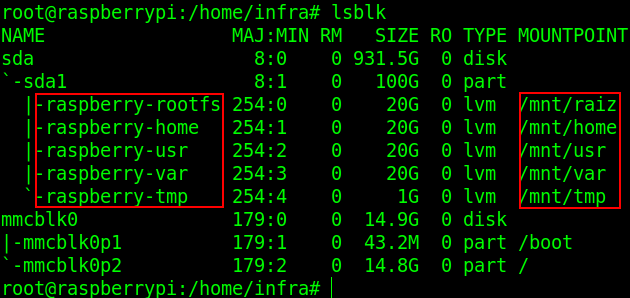 root@raspberrypi:/home/infra# lsblk
NAME                 MAJ:MIN RM   SIZE RO TYPE MOUNTPOINT
sda                    8:0    0 931.5G  0 disk
`-sda1                 8:1    0   100G  0 part
  |-raspberry-rootfs 254:0    0    20G  0 lvm  /mnt/raiz
  |-raspberry-home   254:1    0    20G  0 lvm  /mnt/home
  |-raspberry-usr    254:2    0    20G  0 lvm  /mnt/usr
  |-raspberry-var    254:3    0    20G  0 lvm  /mnt/var
  `-raspberry-tmp    254:4    0     1G  0 lvm  /mnt/tmp
mmcblk0              179:0    0  14.9G  0 disk
|-mmcblk0p1          179:1    0  43.2M  0 part /boot
`-mmcblk0p2          179:2    0  14.8G  0 part /
root@raspberrypi:/home/infra#